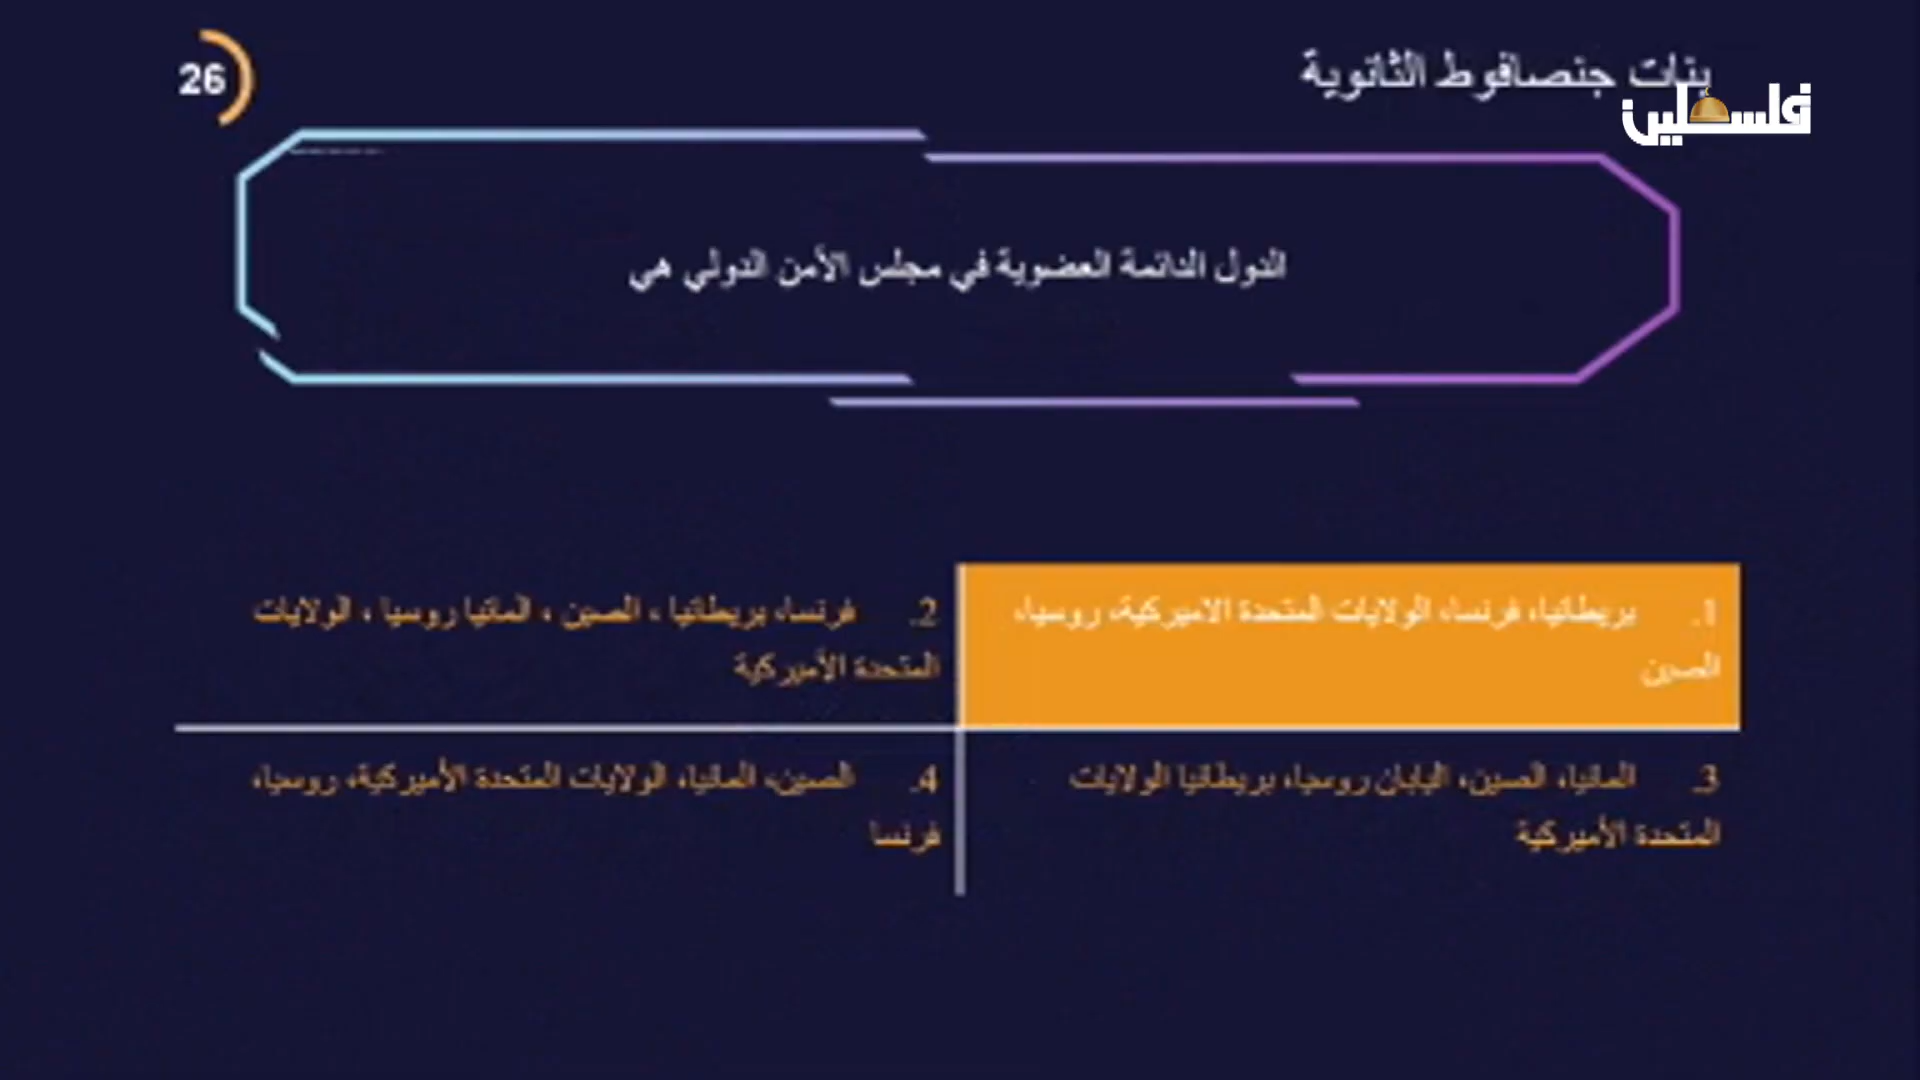 بنات جنصافوط الثانوية
26
فلسطين
الدول الدائمة العضوية في مجلس الأمن الدولي هي
1. بريطانيا، فرنسا، الولايات المتحدة الاميركية، روسيا،
الصين
2. فرنسا، بريطانيا ، الصين ، المانيا روسيا ، الولايات
المتحدة الأميركية
3. المانيا، الصين، اليابان روسيا، بريطانيا الولايات
المتحدة الأميركية
4. الصين، المانيا، الولايات المتحدة الأميركية، روسيا،
فرنسا